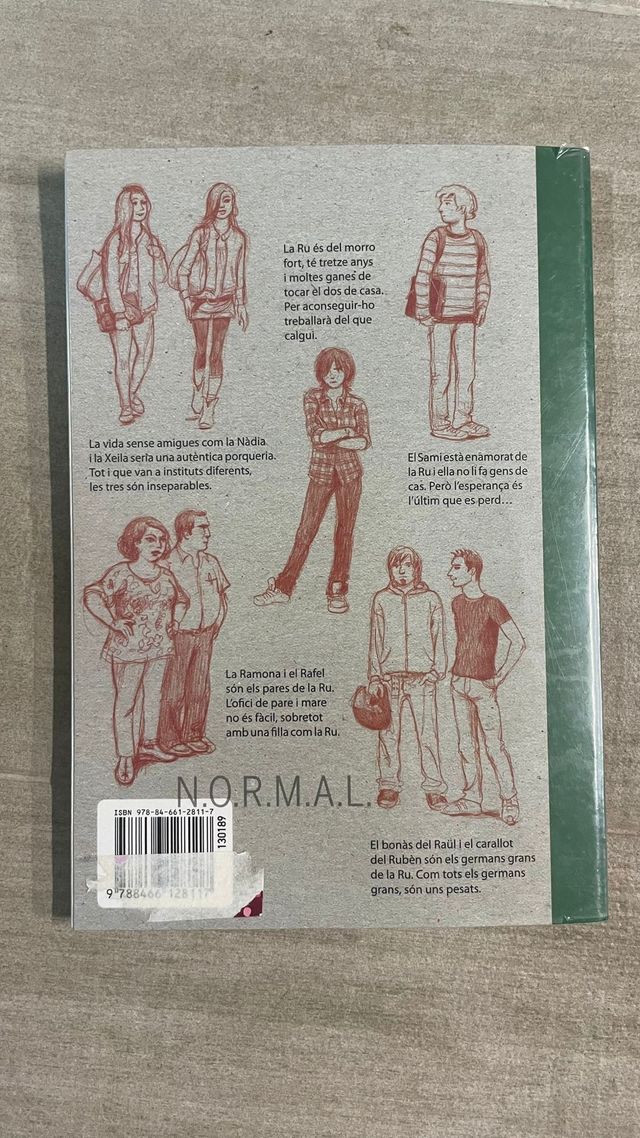 La Ru és del morro
fort, té tretze anys
i moltes ganes de
tocar el dos de casa.
Per aconseguir-ho
treballarà del que
calgui.
La vida sense amigues com la Nàdia
i la Xeila seria una autèntica porqueria.
Tot i que van a instituts diferents,
les tres són inseparables.
El Sami està enamorat de
la Ru i ella no li fa gens de
cas. Però l'esperança és
l'últim que es perd...
La Ramona i el Rafel
són els pares de la Ru.
L'ofici de pare i mare
no és fàcil, sobretot
amb una filla com la Ru.
N.O.R.M.A.L.
ISBN 978-84-661-2811-7
130189
9 788466 128117
El bonàs del Raül i el carallot
del Rubèn són els germans grans
de la Ru. Com tots els germans
grans, són uns pesats.